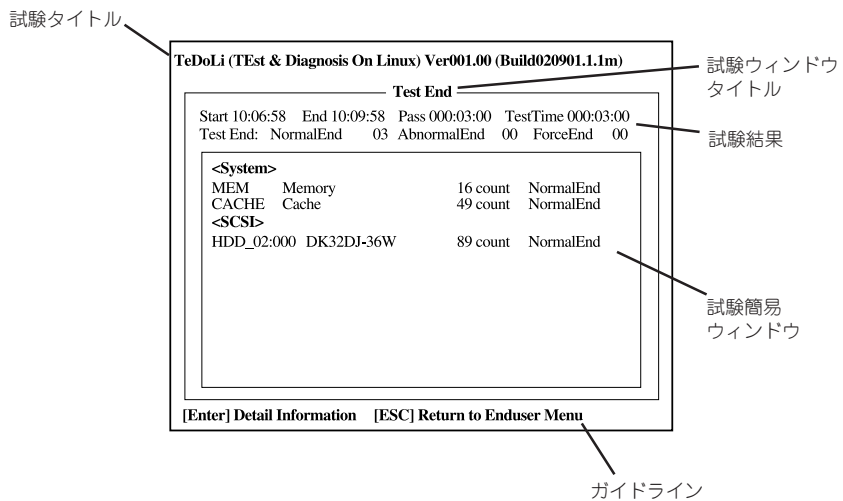 試験タイトル
TeDoLi (TEst & Diagnosis On Linux) Ver001.00 (Build020901.1.1m)
試験ウィンドウ
タイトル
Test End
Start 10:06:58 End 10:09:58 Pass 000:03:00 TestTime 000:03:00
Test End: NormalEnd 03 AbnormalEnd 00 ForceEnd 00
試験結果
<System>
MEM Memory 16 count NormalEnd
CACHE Cache 49 count NormalEnd
<SCSI>
HDD_02:000 DK32DJ-36W 89 count NormalEnd
試験簡易
ウィンドウ
[Enter] Detail Information [ESC] Return to Enduser Menu
ガイドライン